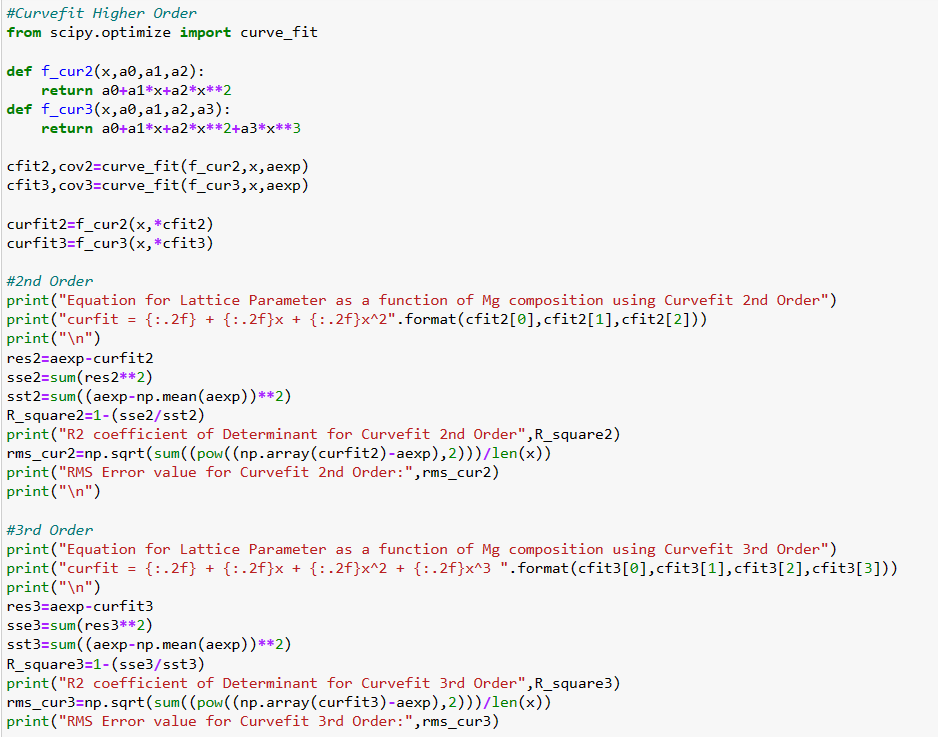 #Curvefit Higher Order
from scipy.optimize import curve_fit
def f_cur2(x,a0,a1,a2):
    return a0+a1*x+a2*x**2
def f_cur3(x,a0,a1,a2,a3):
    return a0+a1*x+a2*x**2+a3*x**3
cfit2,cov2=curve_fit(f_cur2,x,aexp)
cfit3,cov3=curve_fit(f_cur3,x,aexp)
curfit2=f_cur2(x,*cfit2)
curfit3=f_cur3(x,*cfit3)
#2nd Order
print("Equation for Lattice Parameter as a function of Mg composition using Curvefit 2nd Order")
print("curfit = {:.2f} + {:.2f}x + {:.2f}x^2".format(cfit2[0],cfit2[1],cfit2[2]))
print("\n")
res2=aexp-curfit2
sse2=sum(res2**2)
sst2=sum((aexp-np.mean(aexp))**2)
R_square2=1-(sse2/sst2)
print("R2 coefficient of Determinant for Curvefit 2nd Order",R_square2)
rms_cur2=np.sqrt(sum((pow((np.array(curfit2)-aexp),2)))/len(x))
print("RMS Error value for Curvefit 2nd Order:",rms_cur2)
print("\n")
#3rd Order
print("Equation for Lattice Parameter as a function of Mg composition using Curvefit 3rd Order")
print("curfit = {:.2f} + {:.2f}x + {:.2f}x^2 + {:.2f}x^3 ".format(cfit3[0],cfit3[1],cfit3[2],cfit3[3]))
print("\n")
res3=aexp-curfit3
sse3=sum(res3**2)
sst3=sum((aexp-np.mean(aexp))**2)
R_square3=1-(sse3/sst3)
print("R2 coefficient of Determinant for Curvefit 3rd Order",R_square3)
rms_cur3=np.sqrt(sum((pow((np.array(curfit3)-aexp),2)))/len(x))
print("RMS Error value for Curvefit 3rd Order:",rms_cur3)